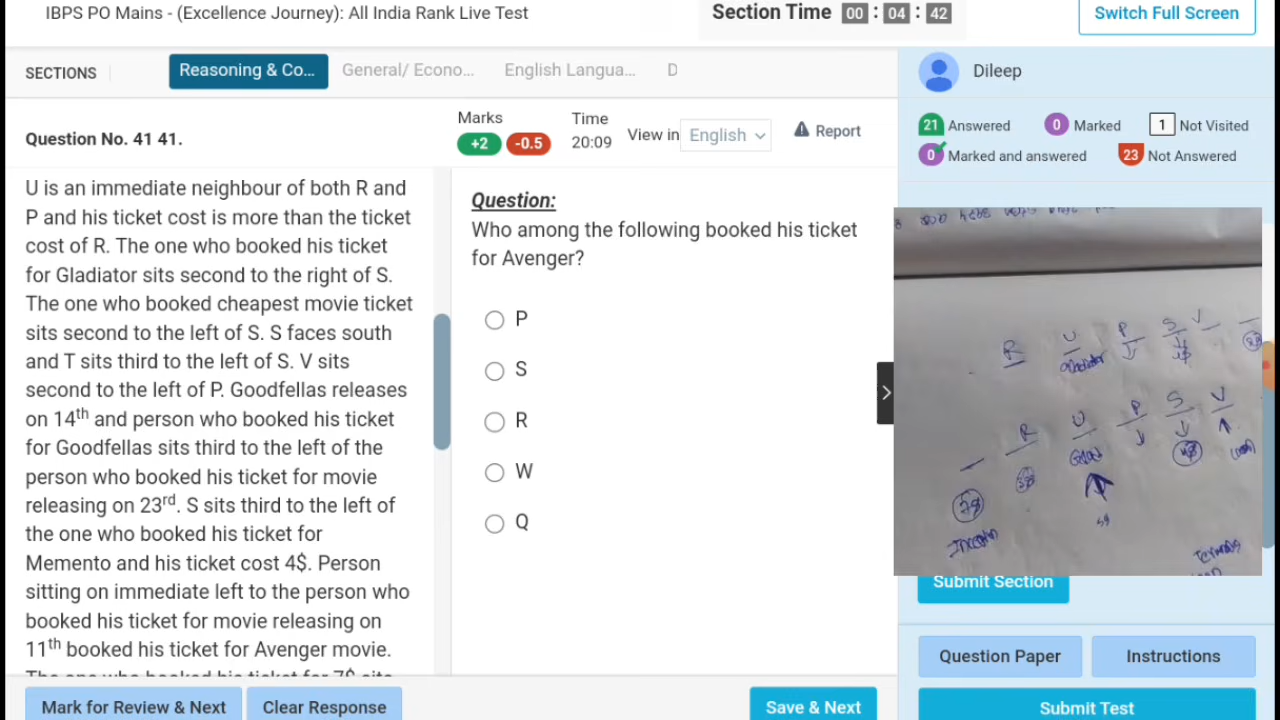 IBPS PO Mains - (Excellence Journey): All India Rank Live Test
Section Time 00 : 04 : 42
Switch Full Screen
SECTIONS
Reasoning & Co...
General/ Econo...
English Langua...
D
Dileep
Question No. 41 41.
Marks
+2 -0.5
Time
20:09
View in English
Report
21 Answered
0 Marked
1 Not Visited
0 Marked and answered
23 Not Answered
U is an immediate neighbour of both R and
P and his ticket cost is more than the ticket
cost of R. The one who booked his ticket
for Gladiator sits second to the right of S.
The one who booked cheapest movie ticket
sits second to the left of S. S faces south
and T sits third to the left of S. V sits
second to the left of P. Goodfellas releases
on 14th and person who booked his ticket
for Goodfellas sits third to the left of the
person who booked his ticket for movie
releasing on 23rd. S sits third to the left of
the one who booked his ticket for
Memento and his ticket cost 4$. Person
sitting on immediate left to the person who
booked his ticket for movie releasing on
11th booked his ticket for Avenger movie.
The one who booked his ticket for 7$ sits
Question:
Who among the following booked his ticket
for Avenger?
P
S
R
W
Q
R U P S V
R U P S V
Submit Section
Question Paper
Instructions
Mark for Review & Next
Clear Response
Save & Next
Submit Test